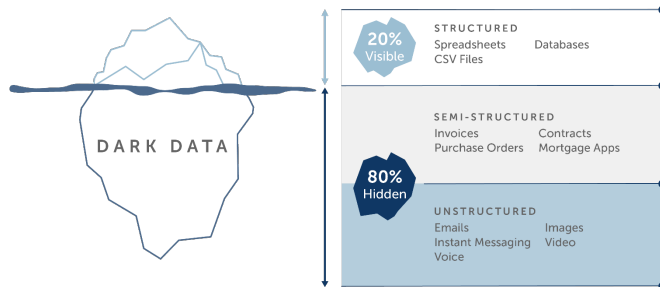 DARK DATA
20%
Visible
STRUCTURED
Spreadsheets Databases
CSV Files
80%
Hidden
SEMI-STRUCTURED
Invoices Contracts
Purchase Orders Mortgage Apps
UNSTRUCTURED
Emails Images
Instant Messaging Video
Voice